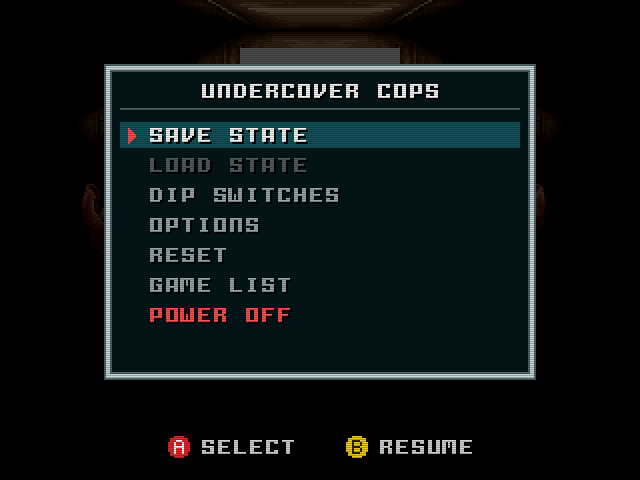 UNDERCOVER COPS
SAVE STATE
LOAD STATE
DIP SWITCHES
OPTIONS
RESET
GAME LIST
POWER OFF
A SELECT B RESUME